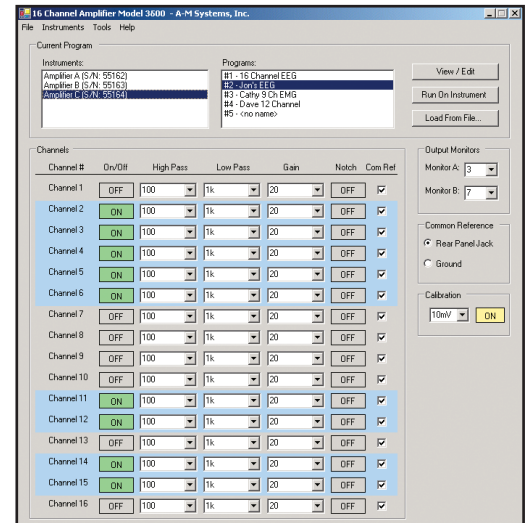 16 Channel Amplifier Model 3600 - A-M Systems, Inc.
File Instruments Tools Help
Current Program
Instruments:
Amplifier A (S/N: 55162)
Amplifier B (S/N: 55163)
Amplifier C (S/N: 55164)
Programs:
#1 - 16 Channel EEG
#2 - Jon's EEG
#3 - Cathy 9 Ch EMG
#4 - Dave 12 Channel
#5 - <no name>
View / Edit
Run On Instrument
Load From File...
Channels
Channel # On/Off High Pass Low Pass Gain Notch Com Ref
Channel 1 OFF 100 1k 20 OFF
Channel 2 ON 100 1k 20 OFF
Channel 3 ON 100 1k 20 OFF
Channel 4 ON 100 1k 20 OFF
Channel 5 ON 100 1k 20 OFF
Channel 6 ON 100 1k 20 OFF
Channel 7 OFF 100 1k 20 OFF
Channel 8 OFF 100 1k 20 OFF
Channel 9 OFF 100 1k 20 OFF
Channel 10 OFF 100 1k 20 OFF
Channel 11 ON 100 1k 20 OFF
Channel 12 ON 100 1k 20 OFF
Channel 13 OFF 100 1k 20 OFF
Channel 14 ON 100 1k 20 OFF
Channel 15 ON 100 1k 20 OFF
Channel 16 OFF 100 1k 20 OFF
Output Monitors
Monitor A: 3
Monitor B: 7
Common Reference
Rear Panel Jack
Ground
Calibration
10mV ON